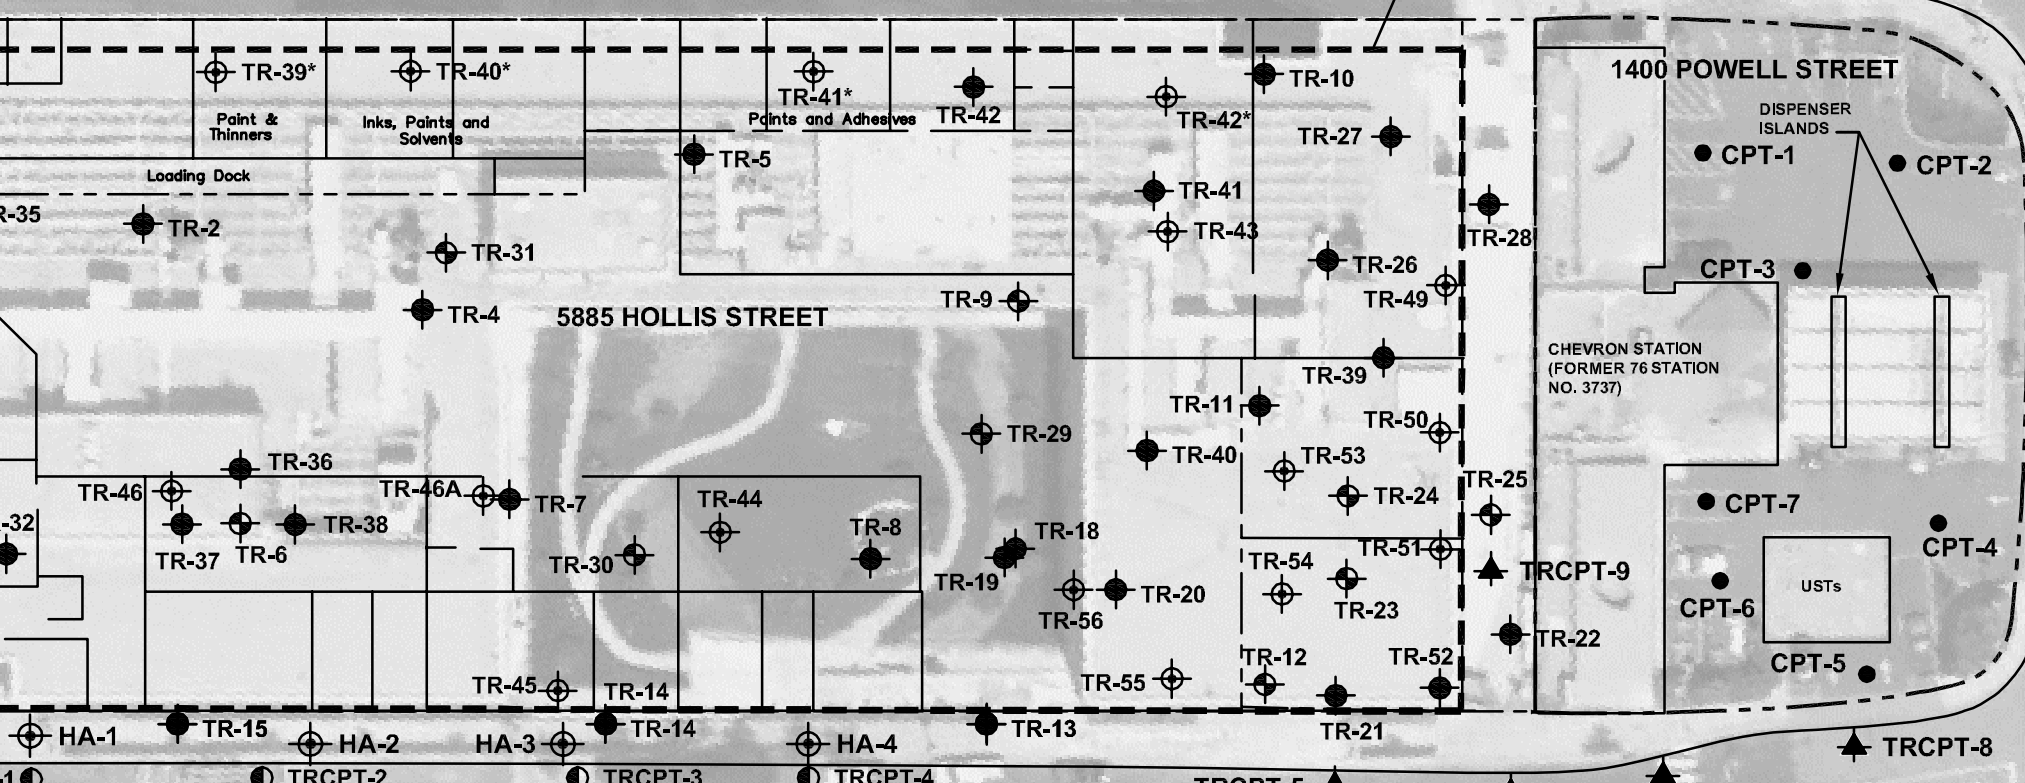 1400 POWELL STREET
TR-39*
TR-40*
TR-41*
TR-42
TR-42*
TR-10
Paint &
Thinners
Inks, Paints and
Solvents
Paints and Adhesives
DISPENSER
ISLANDS
TR-27
CPT-1
CPT-2
TR-5
Loading Dock
TR-41
R-35
TR-2
TR-43
TR-28
TR-31
TR-26
CPT-3
TR-9
TR-49
TR-4
5885 HOLLIS STREET
CHEVRON STATION
(FORMER 76 STATION
NO. 3737)
TR-39
TR-11
TR-50
TR-29
TR-40
TR-53
TR-36
TR-46
TR-46A
TR-7
TR-44
TR-24
TR-25
CPT-7
-32
TR-37
TR-6
TR-38
TR-30
TR-8
TR-18
TR-19
TR-51
TR-54
CPT-4
TRCPT-9
TR-20
TR-56
TR-23
CPT-6
USTs
TR-22
TR-12
TR-52
CPT-5
TR-45
TR-14
TR-55
HA-1
TR-15
HA-2
HA-3
TR-14
HA-4
TR-13
TR-21
TRCPT-8
-1
TRCPT-2
TRCPT-3
TRCPT-4
TRCPT-5